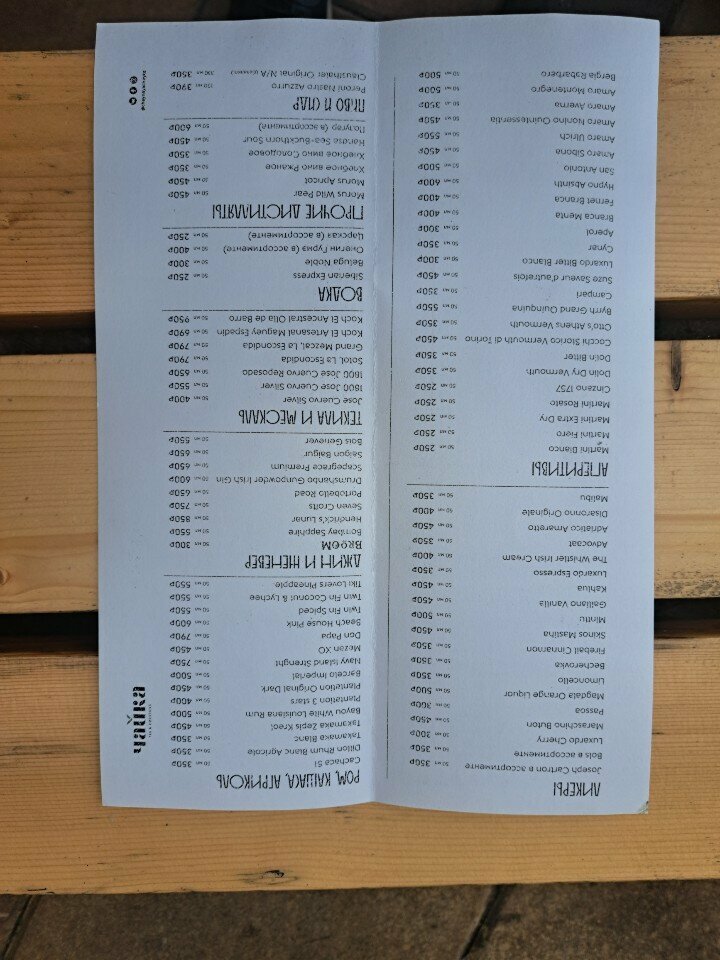 ЛИКЕРЫ
Joseph Cartron в ассортименте 50 мл 350₽
Bols в ассортименте 50 мл 350₽
Luxardo Cherry 50 мл 300₽
Maraschino Buton 50 мл 450₽
Passoa 50 мл 300₽
Magdala Orange Liquor 50 мл 500₽
Limoncello 50 мл 350₽
Becherovka 50 мл 350₽
Fireball Cinnamon 50 мл 350₽
Skinos Mastiha 50 мл 450₽
Minttu 50 мл 500₽
Galliano Vanilla 50 мл 450₽
Kahlua 50 мл 450₽
Luxardo Espresso 50 мл 350₽
The Whistler Irish Cream 50 мл 400₽
Advocaat 50 мл 350₽
Adriatico Amaretto 50 мл 450₽
Disaronno Originale 50 мл 400₽
Malibu 50 мл 350₽
АПЕРИТИВЫ
Martini Bianco 50 мл 250₽
Martini Fiero 50 мл 250₽
Martini Extra Dry 50 мл 250₽
Martini Rosato 50 мл 250₽
Cinzano 1757 50 мл 250₽
Dolin Dry Vermouth 50 мл 350₽
Dolin Bitter 50 мл 350₽
Cocchi Storico Vermouth di Torino 50 мл 450₽
Otto's Athens Vermouth 50 мл 350₽
Byrrh Grand Quinquina 50 мл 550₽
Campari 50 мл 350₽
Suze Saveur d'autrefois 50 мл 450₽
Luxardo Bitter Bianco 50 мл 300₽
Cynar 50 мл 350₽
Aperol 50 мл 300₽
Branca Menta 50 мл 400₽
Fernet Branca 50 мл 400₽
Hypno Absinth 50 мл 600₽
San Antonio 50 мл 500₽
Amaro Sibona 50 мл 450₽
Amaro Ulrich 50 мл 550₽
Amaro Nonino Quintessentia 50 мл 350₽
Amaro Averna 50 мл 350₽
Amaro Montenegro 50 мл 500₽
Bergia Rabarbaro 50 мл 500₽
чайка
РОМ, КАШАСА, АГРИКОЛЬ
Cachaca 51 50 мл 350₽
Dillon Rhum Blanc Agricole 50 мл 350₽
Takamaka Blanc 50 мл 350₽
Takamaka Zepis Kreol 50 мл 450₽
Bayou White Louisiana Rum 50 мл 500₽
Plantation 3 stars 50 мл 400₽
Plantation Original Dark 50 мл 450₽
Barcelo Imperial 50 мл 500₽
Navy Island Strenght 50 мл 750₽
Mezan XO 50 мл 450₽
Don Papa 50 мл 790₽
Beach House Pink 50 мл 600₽
Twin Fin Spiced 50 мл 550₽
Twin Fin Coconut & Lychee 50 мл 550₽
Tiki Lovers Pineapple 50 мл 550₽
ДЖИН И ЖЕНЕВЕР
BROOM 50 мл 300₽
Bombay Sapphire 50 мл 550₽
Hendrick's Lunar 50 мл 850₽
Seven Crofts 50 мл 750₽
Portobello Road 50 мл 650₽
Drumshanbo Gunpowder Irish Gin 50 мл 650₽
Scapegrace Premium 50 мл 650₽
Saigon Baigur 50 мл 650₽
Bols Genever 50 мл 550₽
ТЕКИЛА И МЕСКАЛЬ
José Cuervo Silver 50 мл 400₽
1800 José Cuervo Silver 50 мл 550₽
1800 José Cuervo Reposado 50 мл 650₽
Sotol, La Escondida 50 мл 790₽
Grand Mezcal, La Escondida 50 мл 790₽
Koch El Artesanal Maguey Espadin 50 мл 690₽
Koch El Ancestral Olla de Barro 50 мл 950₽
ВОДКА
Siberian Express 50 мл 250₽
Beluga Noble 50 мл 300₽
Онегин Гурмэ (в ассортименте) 50 мл 400₽
Царская (в ассортименте) 50 мл 250₽
ПРОЧИЕ ДИСТИЛЛЯТЫ
Morus Wild Pear 50 мл 450₽
Morus Apricot 50 мл 450₽
Хлебное вино Ржаное 50 мл 350₽
Хлебное вино Солодовое 50 мл 350₽
Harvest Sea-Buckthorn Sour 50 мл 450₽
Полугар (в ассортименте) 50 мл 600₽
ПИВО И СИДР
Peroni Nastro Azzurro 330 мл 390₽
Clausthaler Original N/A 330 мл 350₽